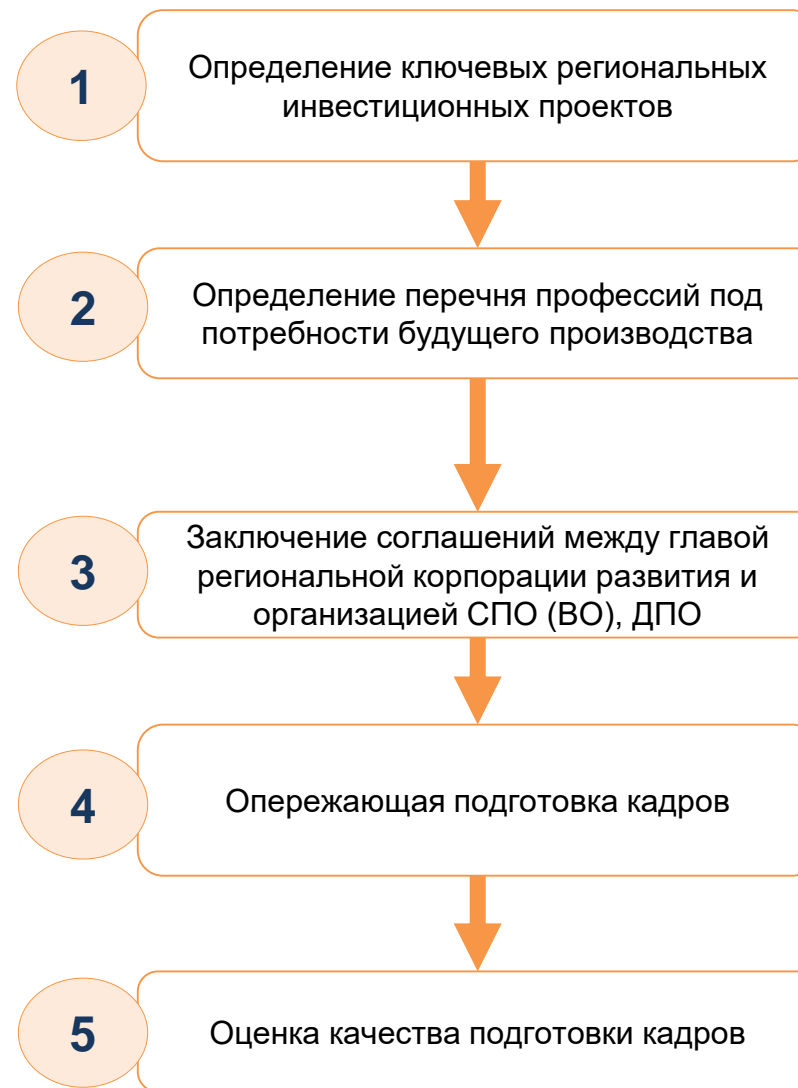 1
Определение ключевых региональных
инвестиционных проектов
2
Определение перечня профессий под
потребности будущего производства
3
Заключение соглашений между главой
региональной корпорации развития и
организацией СПО (ВО), ДПО
4
Опережающая подготовка кадров
5
Оценка качества подготовки кадров